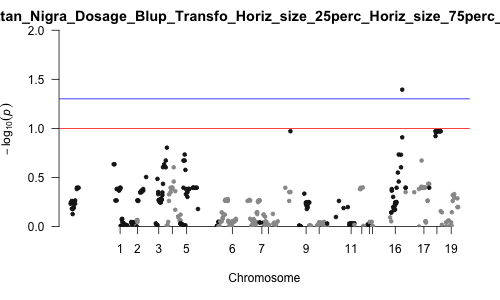 tan_Nigra_Dosage_Blup_Transfo_Horiz_size_25perc_Horiz_size_75perc_
2.0
1.5
1.0
0.5
0.0
− log10(p)
1 2 3 5 6 7 9 11 16 17 19
Chromosome